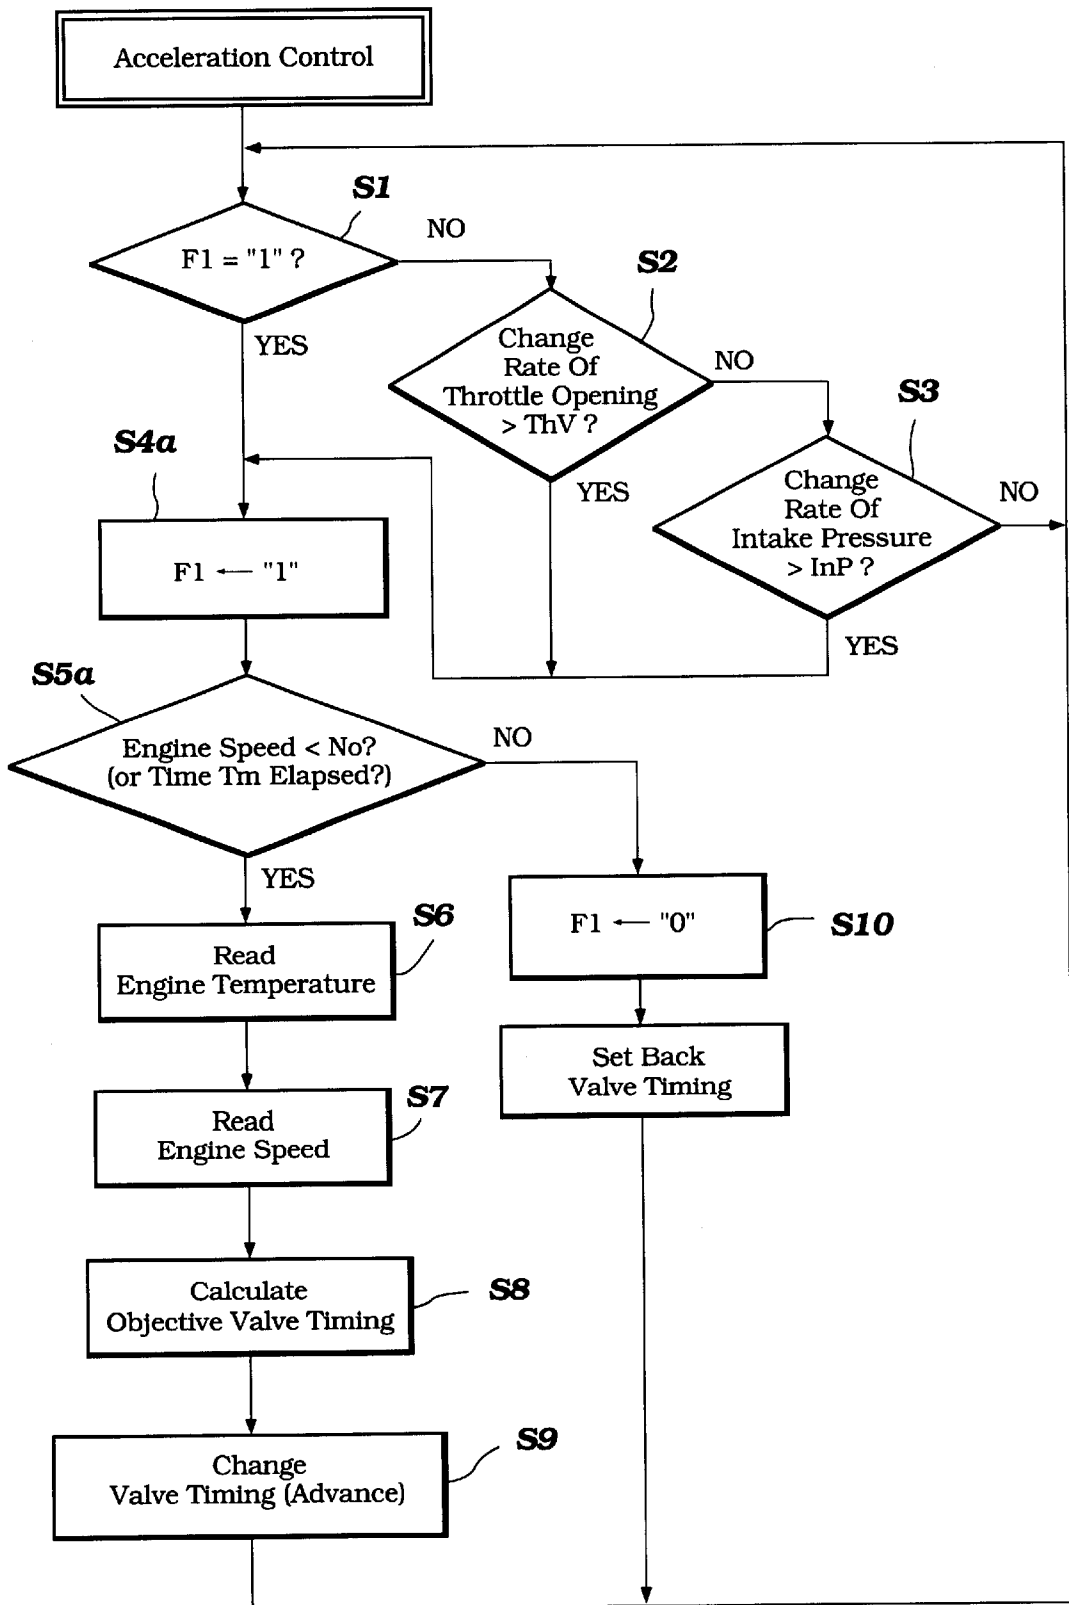 Acceleration Control
S1
F1 = "1" ?
NO
YES
S2
Change
Rate Of
Throttle Opening
> ThV ?
NO
YES
S3
Change
Rate Of
Intake Pressure
> InP ?
NO
YES
S4a
F1 ← "1"
S5a
Engine Speed < No?
(or Time Tm Elapsed?)
NO
YES
S6
Read
Engine Temperature
F1 ← "0"
S10
Set Back
Valve Timing
S7
Read
Engine Speed
S8
Calculate
Objective Valve Timing
S9
Change
Valve Timing (Advance)